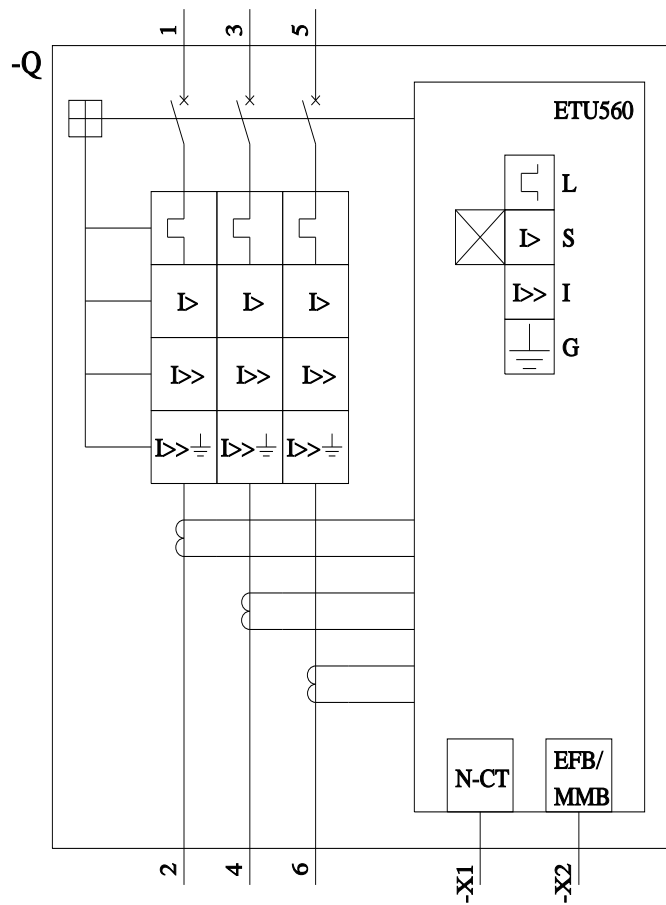 1 3 5
-Q
ETU560
L
I> S
I>> I
G
I> I> I>
I>> I>> I>>
I>> I>> I>>
N-CT
EFB/
MMB
2 4 6 -X1 -X2